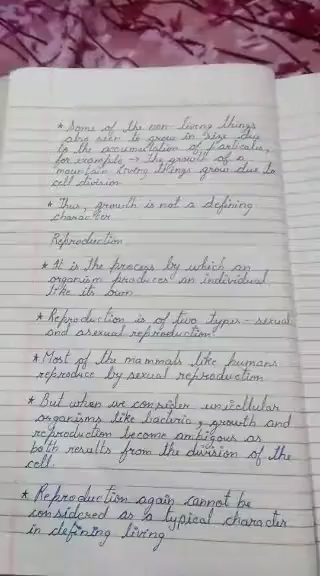 * Some of the non-living things
also seen to grow in size due
to the accumulation of particles,
for example → the growth of a
mountain living things grow due to
cell division
* Thus, growth is not a defining
character
Reproduction
* It is the process by which an
organism produces an individual
like its own
* Reproduction is of two types - sexual
and asexual reproduction
* Most of the mammals like humans
reproduce by sexual reproduction
* But when we consider unicellular
organisms like bacteria, growth and
reproduction become ambigous as
both results from the division of the
cell.
* Reproduction again cannot be
considered as a typical character
in defining living